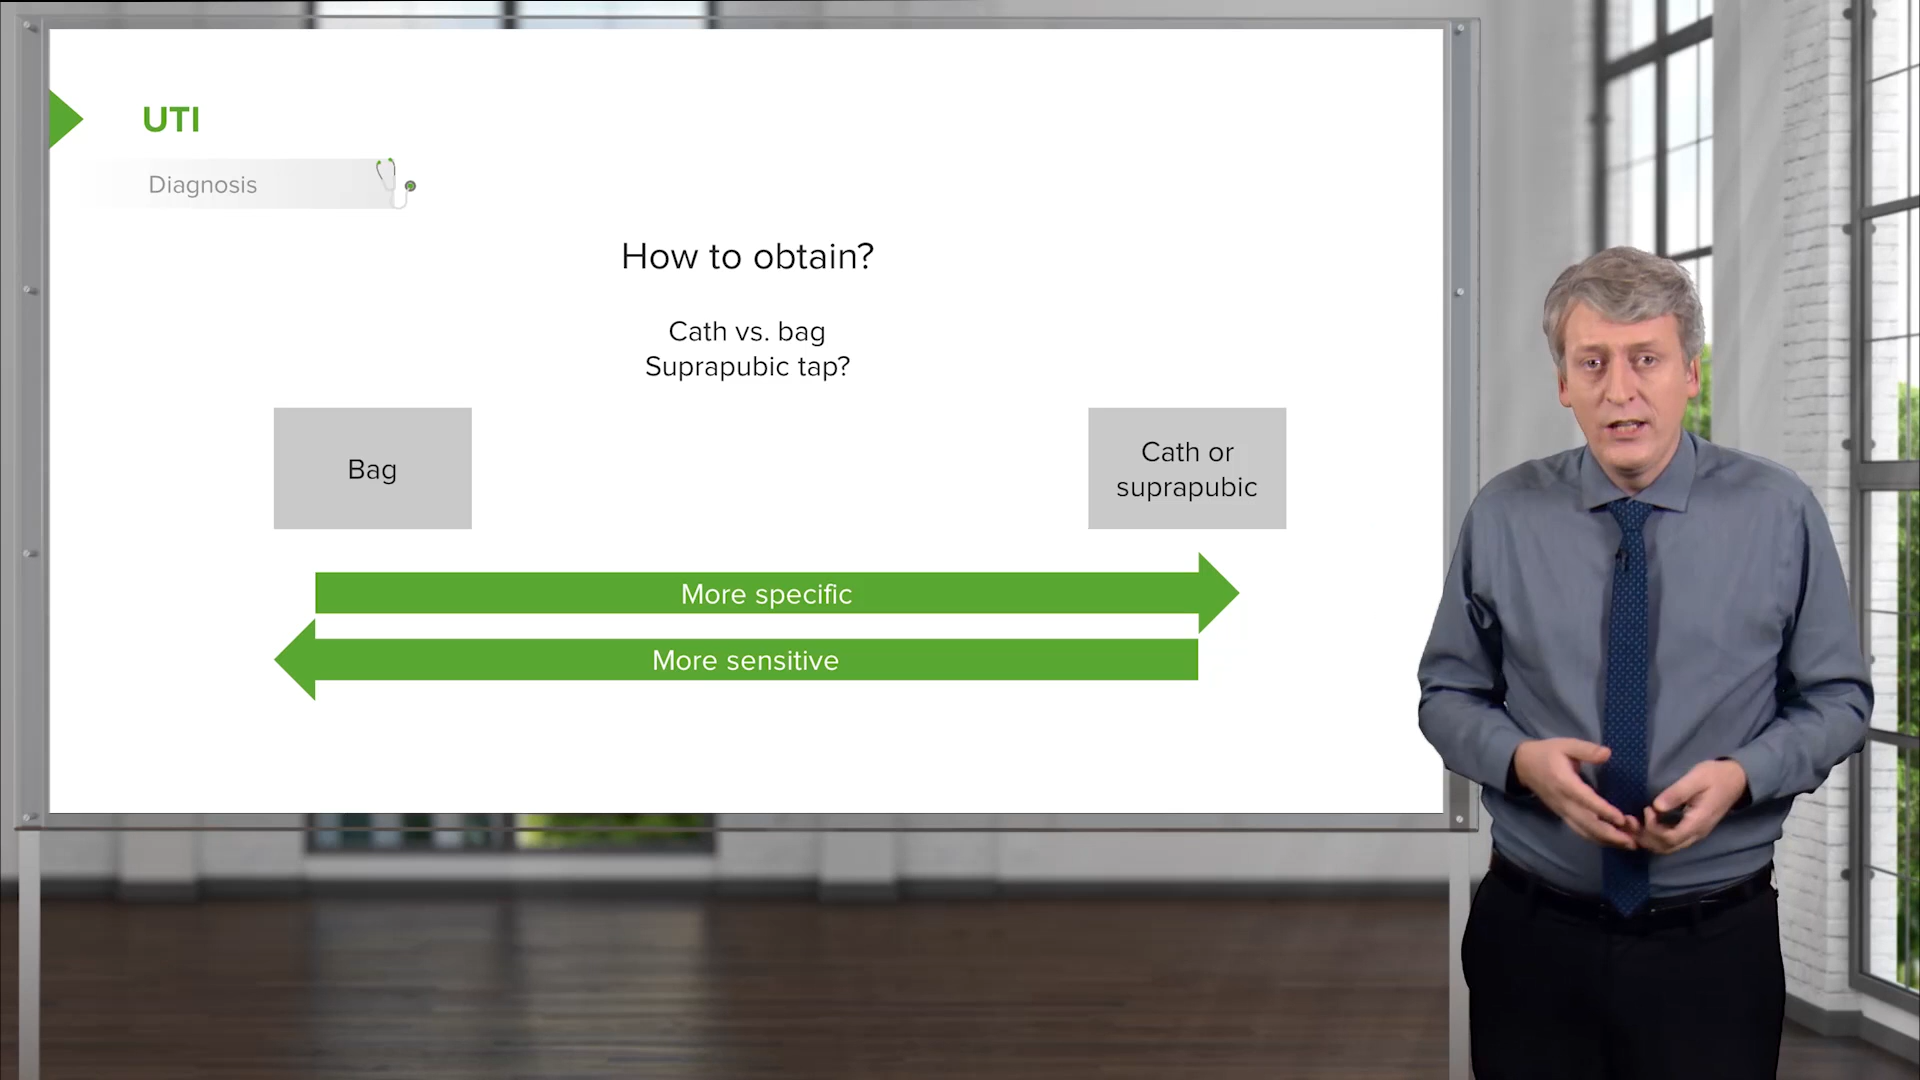 UTI
Diagnosis
How to obtain?
Cath vs. bag
Suprapubic tap?
Bag
Cath or
suprapubic
More specific
More sensitive